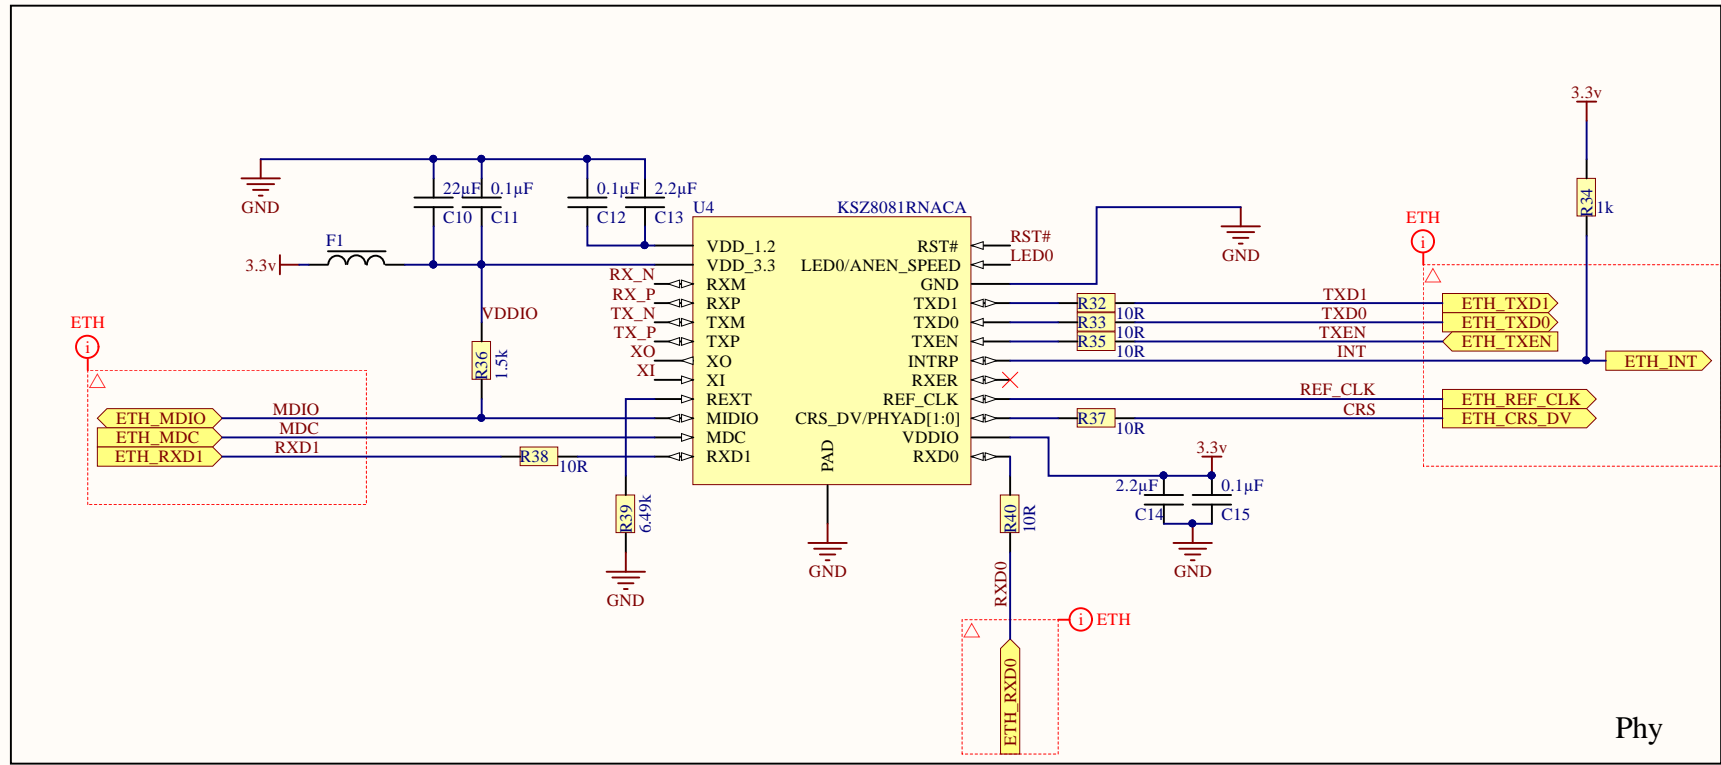 3.3v
R34
1k
22µF
0.1µF
0.1µF
2.2µF
C10
C11
C12
C13
GND
U4
KSZ8081RNACA
F1
3.3v
VDD_1.2
VDD_3.3
RXM
RXP
TXM
TXP
XO
XI
REXT
MIDIO
MDC
RXD1
RST#
LED0/ANEN_SPEED
GND
TXD1
TXD0
TXEN
INTRP
RXER
REF_CLK
CRS_DV/PHYAD[1:0]
VDDIO
RXD0
PAD
RX_N
RX_P
TX_N
TX_P
XO
XI
RST#
LED0
GND
ETH
i
R32
10R
R33
10R
R35
10R
TXD1
TXD0
TXEN
INT
ETH_TXD1
ETH_TXD0
ETH_TXEN
ETH_INT
REF_CLK
CRS
ETH_REF_CLK
ETH_CRS_DV
R37
10R
VDDIO
R36
1.5k
ETH
i
MDIO
MDC
RXD1
ETH_MDIO
ETH_MDC
ETH_RXD1
R38
10R
R39
6.49k
GND
GND
3.3v
2.2µF
0.1µF
C14
C15
GND
R40
10R
RXD0
i
ETH
ETH_RXD0
Phy